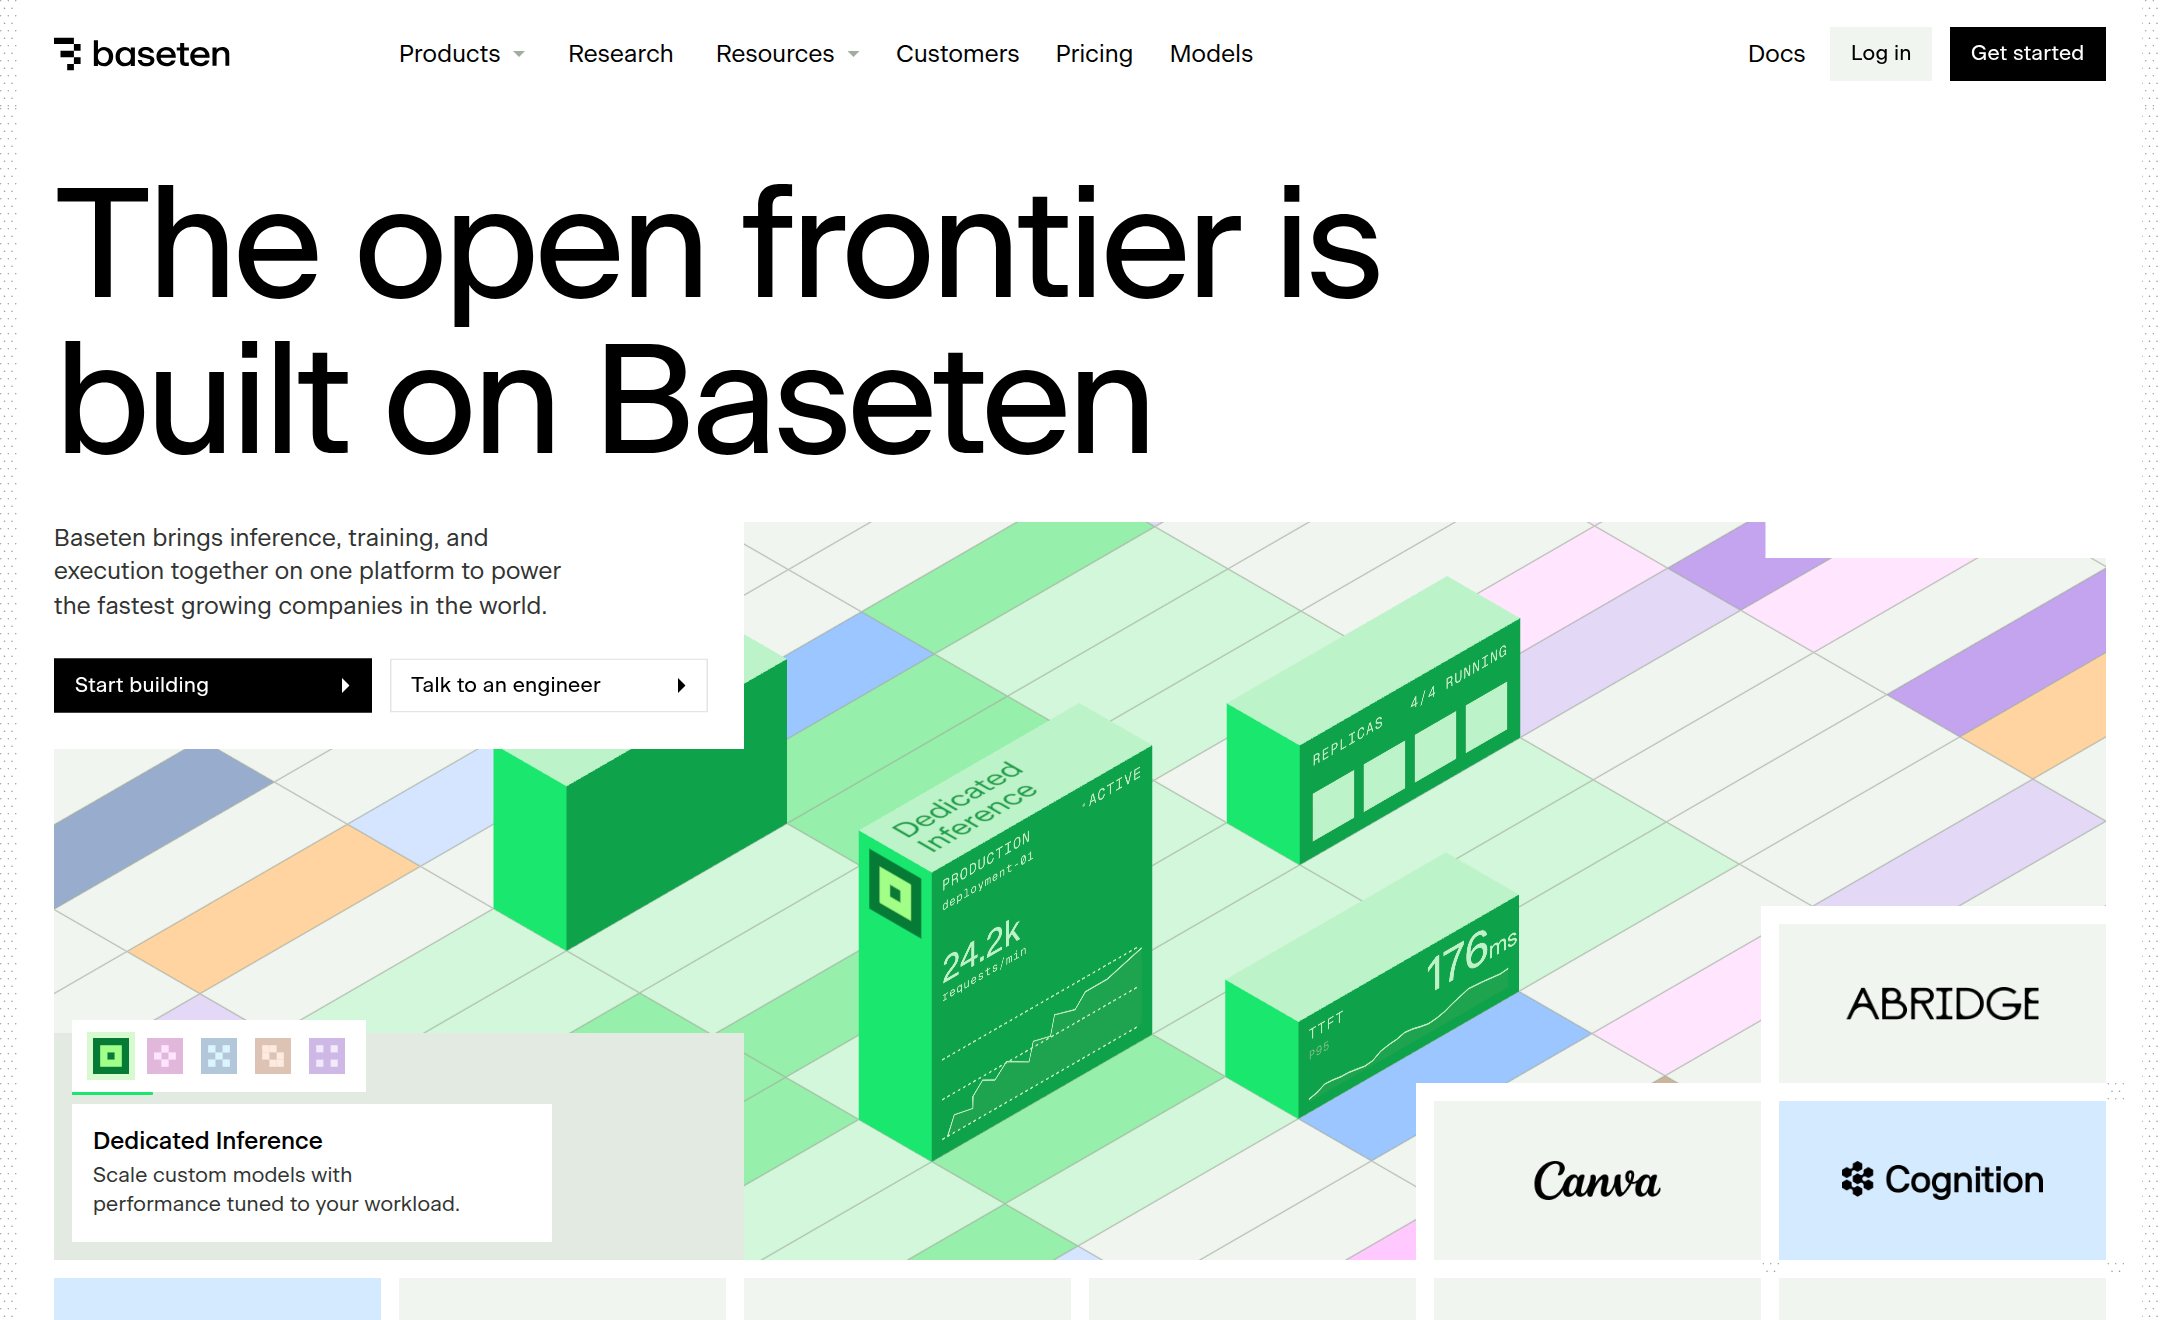 baseten
Products
Research
Resources
Customers
Pricing
Models
Docs
Log in
Get started
The open frontier is
built on Baseten
Baseten brings inference, training, and
execution together on one platform to power
the fastest growing companies in the world.
Start building
Talk to an engineer
REPLICAS 4/4 RUNNING
Dedicated
Inference
·ACTIVE
PRODUCTION
deployment-01
24.2k
requests/min
176ms
TTFT
P95
ABRIDGE
Canva
Cognition
Dedicated Inference
Scale custom models with
performance tuned to your workload.